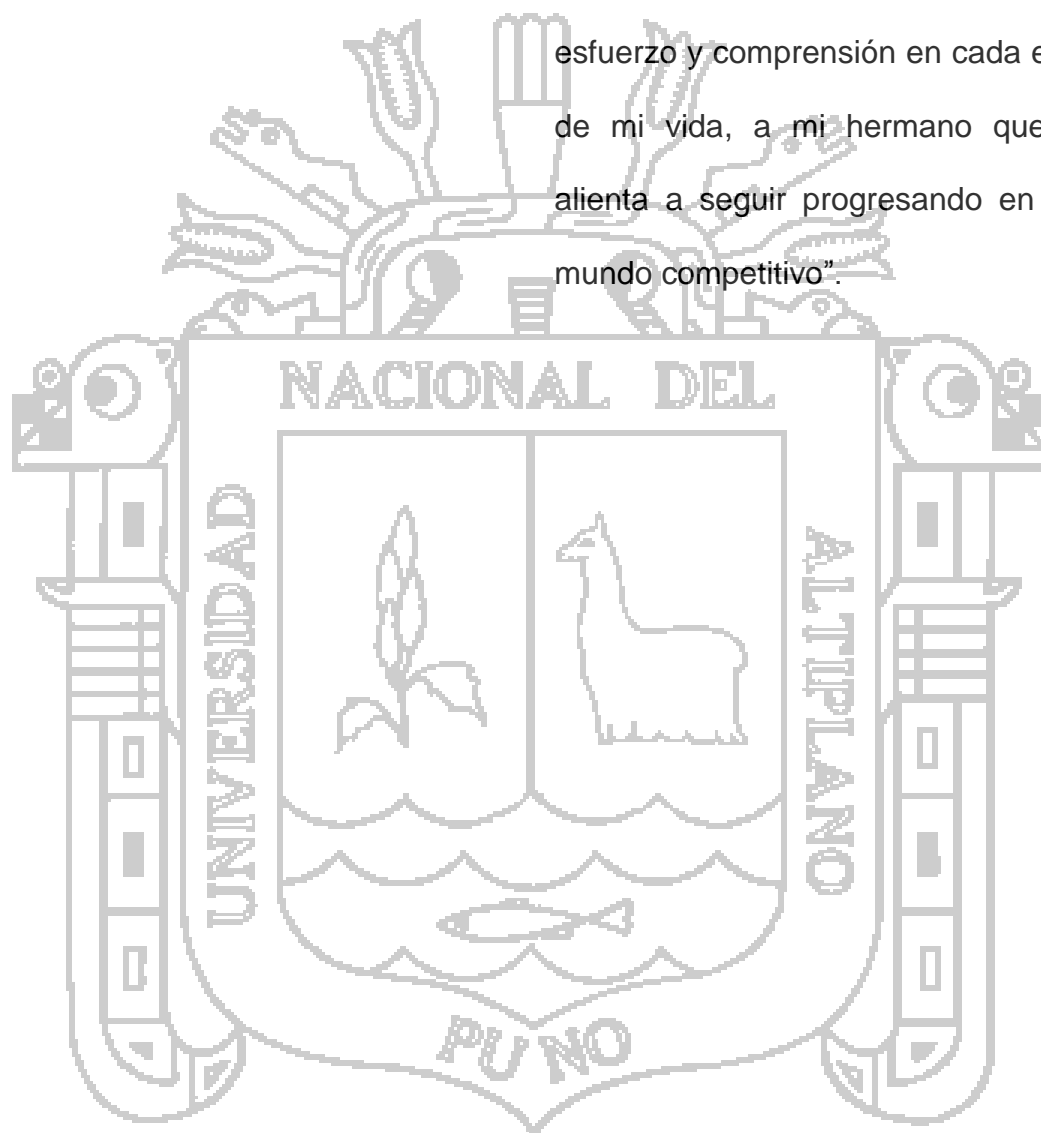 esfuerzo y comprensión en cada
de mi vida, a mi hermano que
alienta a seguir progresando en
mundo competitivo”.
NACIONAL DEL
UNIVERSIDAD
ALTIPLANO
PUNO